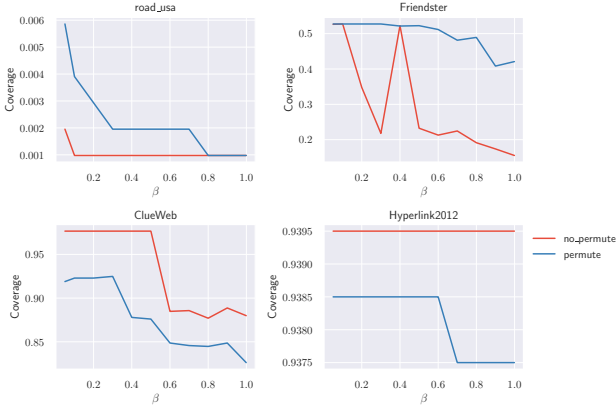 road_usa
Friendster
0.006
0.005
0.004
0.003
0.002
0.001
Coverage
0.2 0.4 0.6 0.8 1.0
β
0.5
0.4
0.3
0.2
Coverage
0.2 0.4 0.6 0.8 1.0
β
ClueWeb
Hyperlink2012
0.95
0.90
0.85
Coverage
0.2 0.4 0.6 0.8 1.0
β
0.9395
0.9390
0.9385
0.9380
0.9375
Coverage
0.2 0.4 0.6 0.8 1.0
β
no_permute
permute